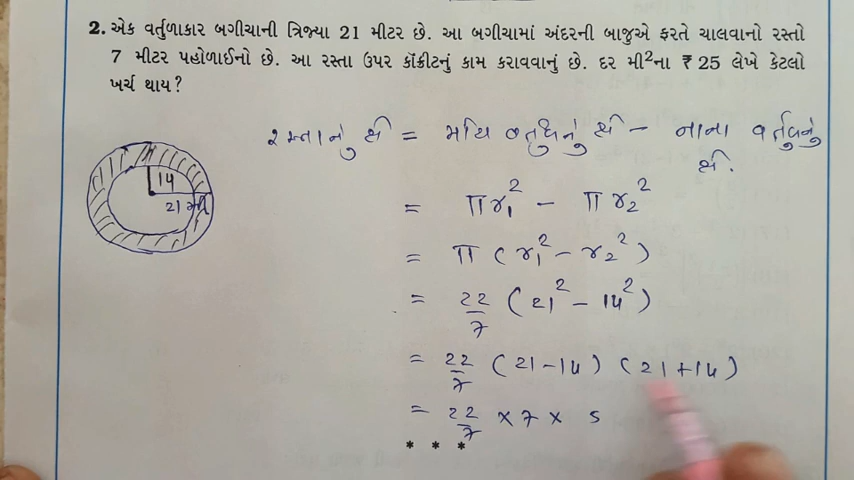 2. એક વર્તુળાકાર બગીચાની ત્રિજ્યા 21 મીટર છે. આ બગીચામાં અંદરની બાજુએ ફરતે ચાલવાનો રસ્તો
7 મીટર પહોળાઈનો છે. આ રસ્તા ઉપર કૉંક્રીટનું કામ કરાવવાનું છે. દર મી²ના ₹ 25 લેખે કેટલો
ખર્ચ થાય?
રસ્તાનું ક્ષે = મોટા વર્તુળનું ક્ષે - નાના વર્તુળનું
ક્ષે.
14
21 મી
= πr₁² - πr₂²
= π (r₁² - r₂²)
= 22/7 (21² - 14²)
= 22/7 (21-14) (21+14)
= 22/7 x 7 x 5
* * *